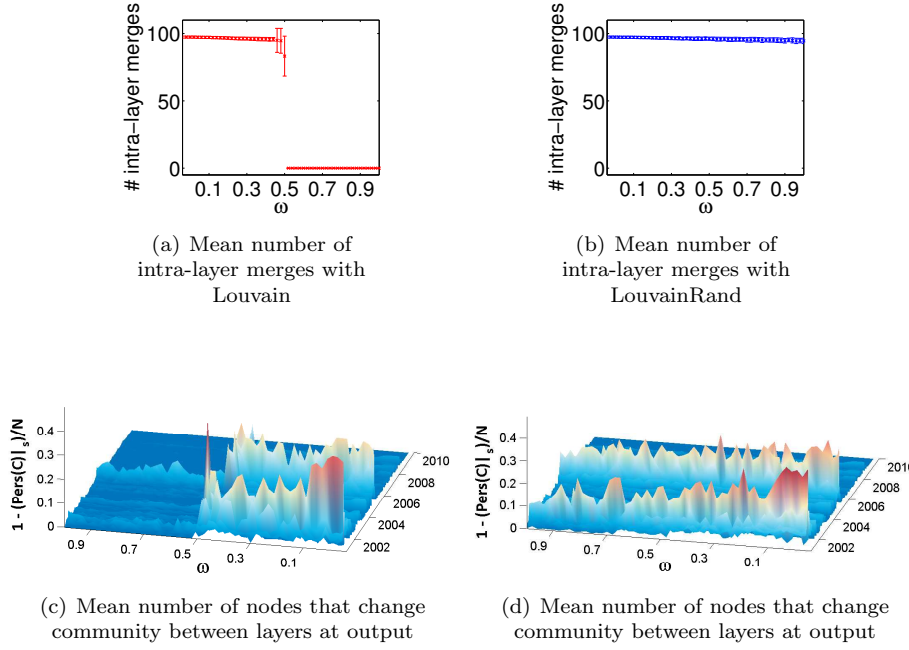 # intra-layer merges
100
50
0
0.1 0.3 0.5 0.7 0.9
ω
(a) Mean number of
intra-layer merges with
Louvain
# intra-layer merges
100
50
0
0.1 0.3 0.5 0.7 0.9
ω
(b) Mean number of
intra-layer merges with
LouvainRand
1 - (Pers(C)|s)/N
0.4
0.3
0.2
0.1
0
0.9 0.7 0.5 0.3 0.1
ω
2002
2004
2006
2008
2010
(c) Mean number of nodes that change
community between layers at output
1 - (Pers(C)|s)/N
0.4
0.3
0.2
0.1
0
0.9 0.7 0.5 0.3 0.1
ω
2002
2004
2006
2008
2010
(d) Mean number of nodes that change
community between layers at output